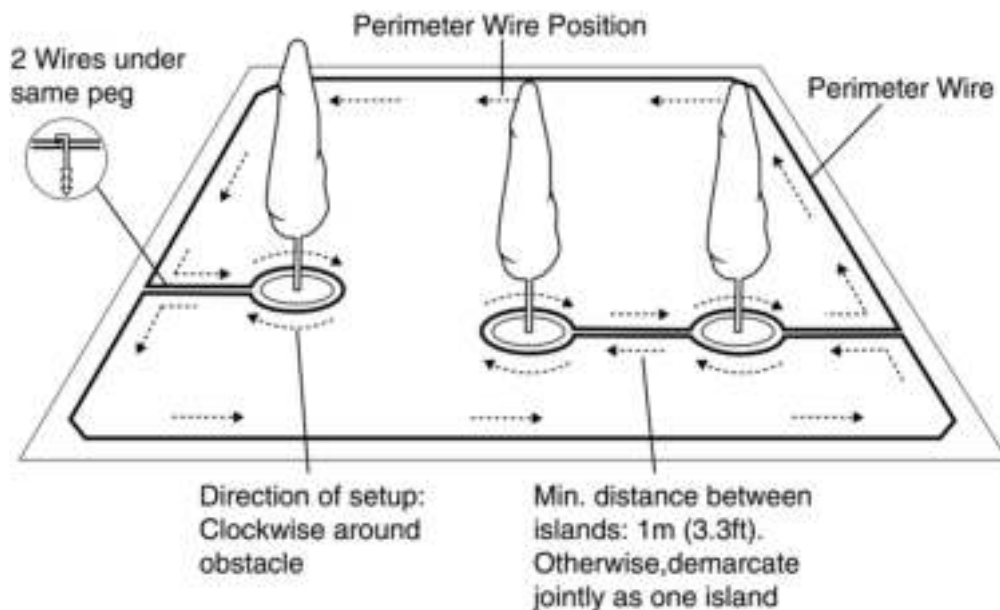 Perimeter Wire Position
2 Wires under
same peg
Perimeter Wire
Direction of setup:
Clockwise around
obstacle
Min. distance between
islands: 1m (3.3ft).
Otherwise,demarcate
jointly as one island